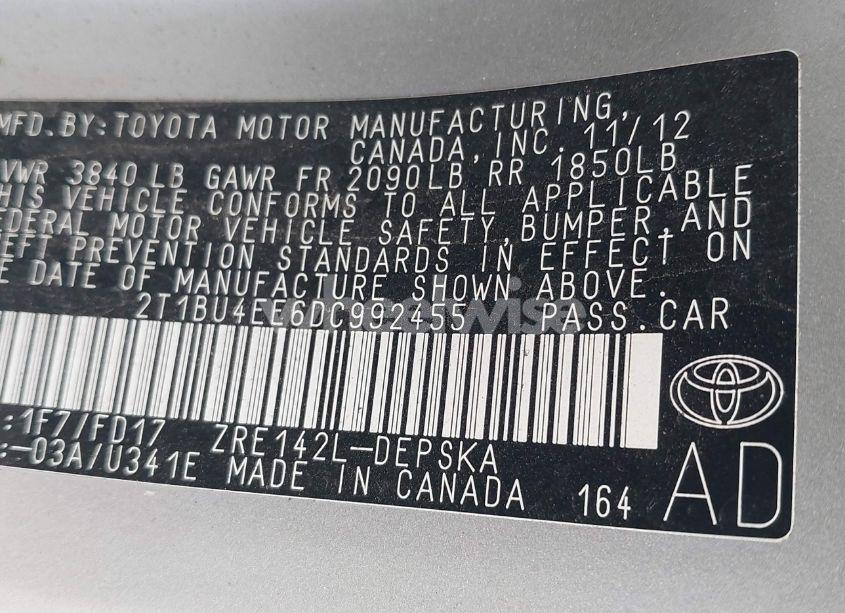 MFD.BY:TOYOTA MOTOR MANUFACTURING,
CANADA,INC. 11/12
VWR 3840LB GAWR FR 2090LB RR 1850LB
HIS VEHICLE CONFORMS TO ALL APPLICABLE
EDERAL MOTOR VEHICLE SAFETY,BUMPER,AND
EFT PREVENTION STANDARDS IN EFFECT ON
E DATE OF MANUFACTURE SHOWN ABOVE.
2T1BU4EE6DC992455 PASS.CAR
:1F7/FD17 ZRE142L-DEPSKA
:-03A/U341E MADE IN CANADA 164 AD